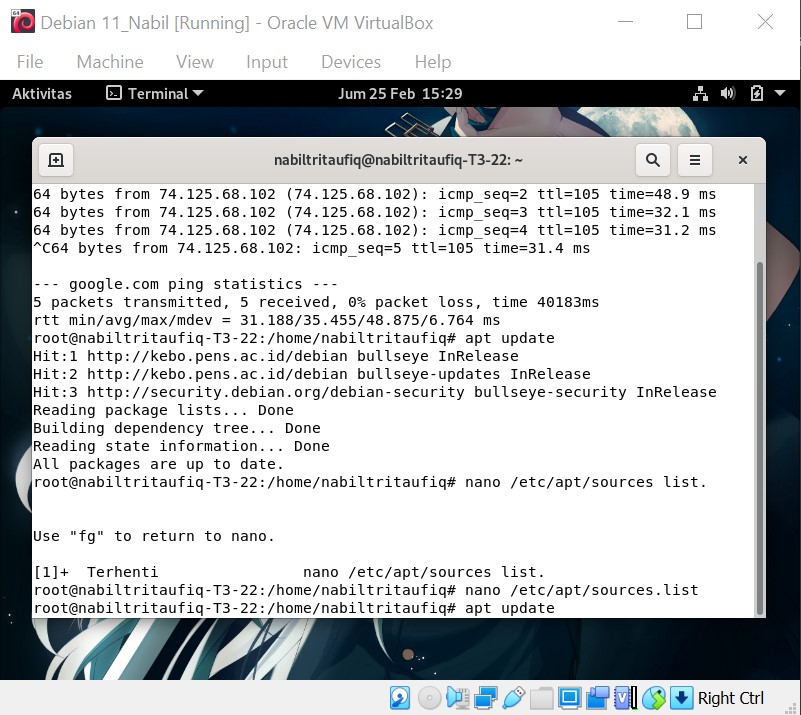 Debian 11_Nabil [Running] - Oracle VM VirtualBox
File Machine View Input Devices Help
Aktivitas Terminal Jum 25 Feb 15:29
nabiltritaufiq@nabiltritaufiq-T3-22: ~
64 bytes from 74.125.68.102 (74.125.68.102): icmp_seq=2 ttl=105 time=48.9 ms
64 bytes from 74.125.68.102 (74.125.68.102): icmp_seq=3 ttl=105 time=32.1 ms
64 bytes from 74.125.68.102 (74.125.68.102): icmp_seq=4 ttl=105 time=31.2 ms
^C64 bytes from 74.125.68.102: icmp_seq=5 ttl=105 time=31.4 ms
--- google.com ping statistics ---
5 packets transmitted, 5 received, 0% packet loss, time 40183ms
rtt min/avg/max/mdev = 31.188/35.455/48.875/6.764 ms
root@nabiltritaufiq-T3-22:/home/nabiltritaufiq# apt update
Hit:1 http://kebo.pens.ac.id/debian bullseye InRelease
Hit:2 http://kebo.pens.ac.id/debian bullseye-updates InRelease
Hit:3 http://security.debian.org/debian-security bullseye-security InRelease
Reading package lists... Done
Building dependency tree... Done
Reading state information... Done
All packages are up to date.
root@nabiltritaufiq-T3-22:/home/nabiltritaufiq# nano /etc/apt/sources list.
Use "fg" to return to nano.
[1]+  Terhenti                nano /etc/apt/sources list.
root@nabiltritaufiq-T3-22:/home/nabiltritaufiq# nano /etc/apt/sources.list
root@nabiltritaufiq-T3-22:/home/nabiltritaufiq# apt update
Right Ctrl